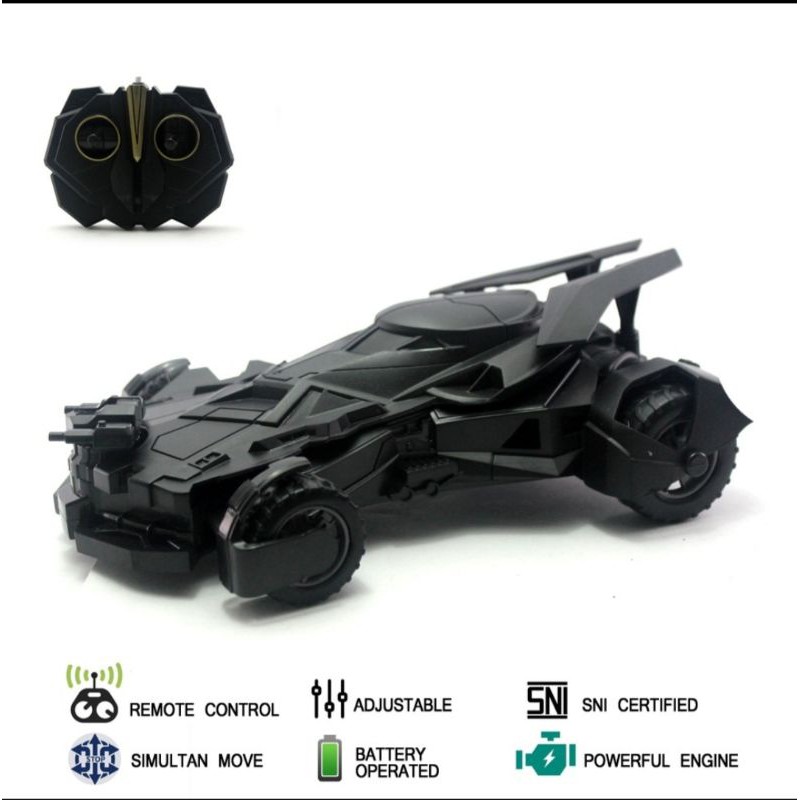 REMOTE CONTROL
ADJUSTABLE
SNI
SNI CERTIFIED
STOP
SIMULTAN MOVE
BATTERY
OPERATED
POWERFUL ENGINE